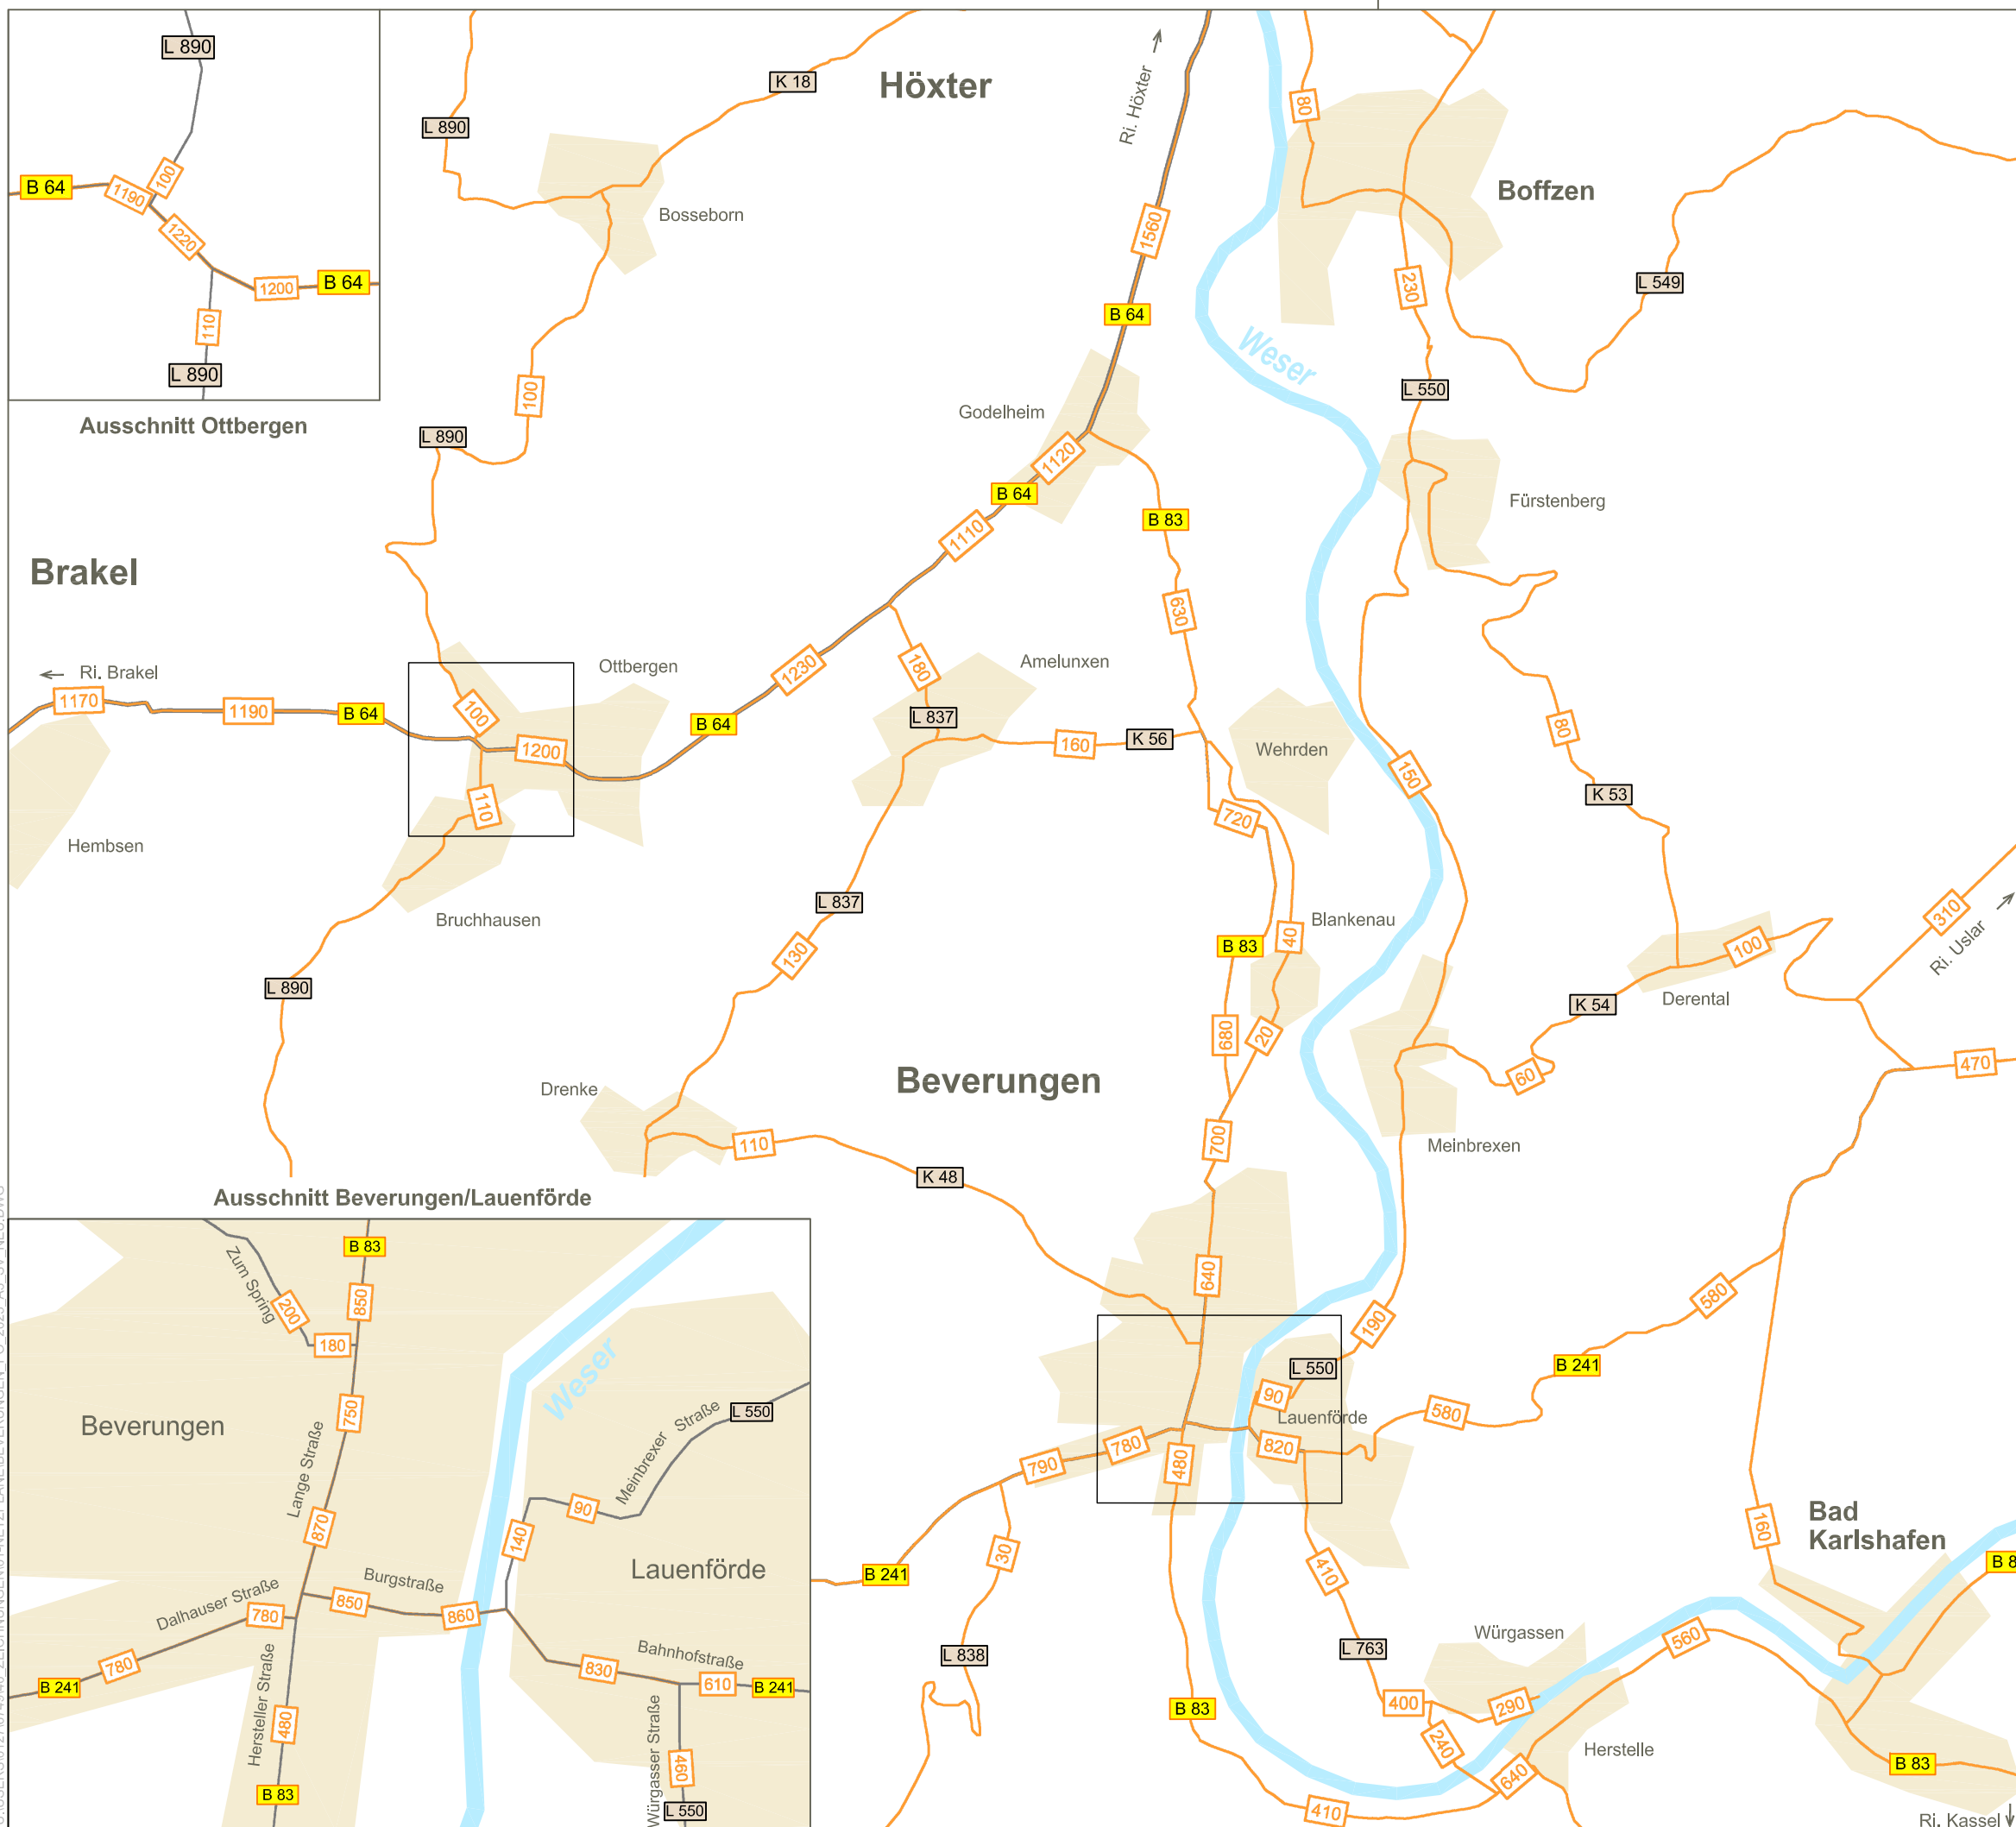 L 890
B 64
1190
100
1220
1200
B 64
110
L 890
Ausschnitt Ottbergen
L 890
K 18
Höxter
Ri. Höxter
Bosseborn
80
Boffzen
1560
230
L 549
B 64
Weser
L 550
100
L 890
Godelheim
1120
B 64
B 83
Fürstenberg
1110
Brakel
630
Ri. Brakel
1170
1190
B 64
100
Ottbergen
1200
110
1230
B 64
180
Amelunxen
L 837
160
K 56
Wehrden
80
150
K 53
720
Hembsen
Bruchhausen
L 837
130
Blankenau
B 83
40
310
Ri. Uslar
100
Derental
K 54
L 890
680
20
60
470
Drenke
Beverungen
110
700
Meinbrexen
K 48
Ausschnitt Beverungen/Lauenförde
640
190
580
B 241
L 550
90
Lauenförde
580
820
780
790
480
B 241
30
410
160
Bad
Karlshafen
B 8
L 838
L 763
Würgassen
560
400
290
240
B 83
Herstelle
640
410
B 83
Ri. Kassel
B 83
Zum Spring
200
850
180
Weser
Beverungen
750
Lange Straße
Meinbrexer Straße
L 550
870
90
140
Lauenförde
Burgstraße
Dalhauser Straße
780
850
860
780
B 241
Bahnhofstraße
830
610
B 241
Hersteller Straße
480
Würgasser Straße
460
B 83
L 550